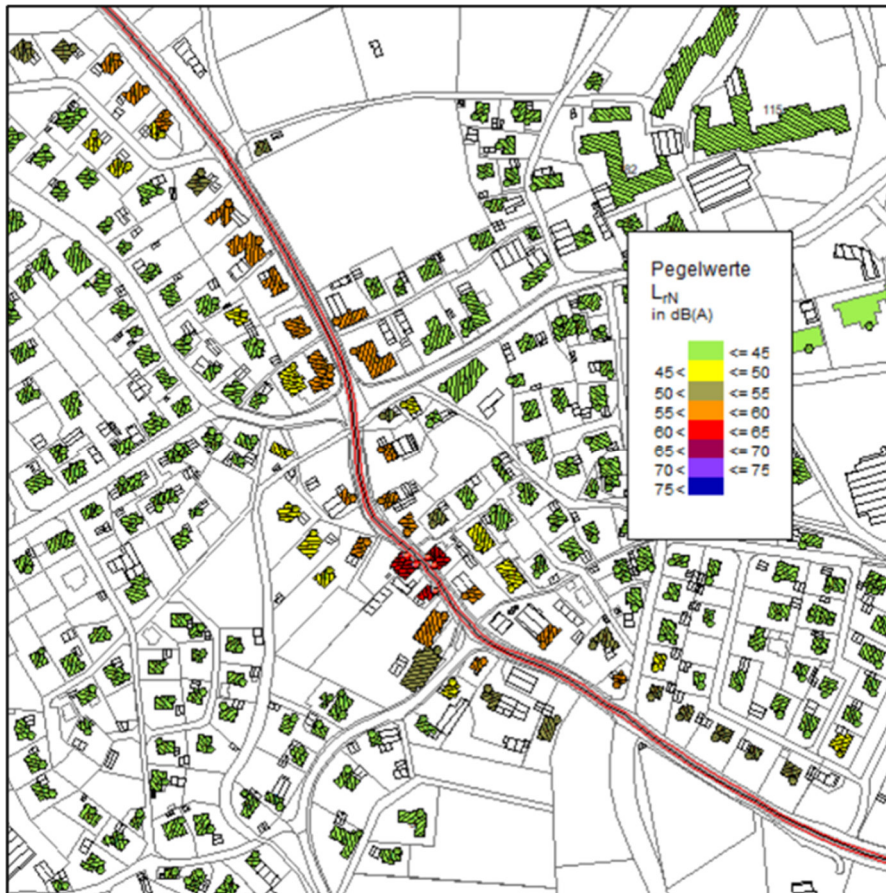 115
82
Pegelwerte
LrN
in dB(A)
<= 45
45 < <= 50
50 < <= 55
55 < <= 60
60 < <= 65
65 < <= 70
70 < <= 75
75 <